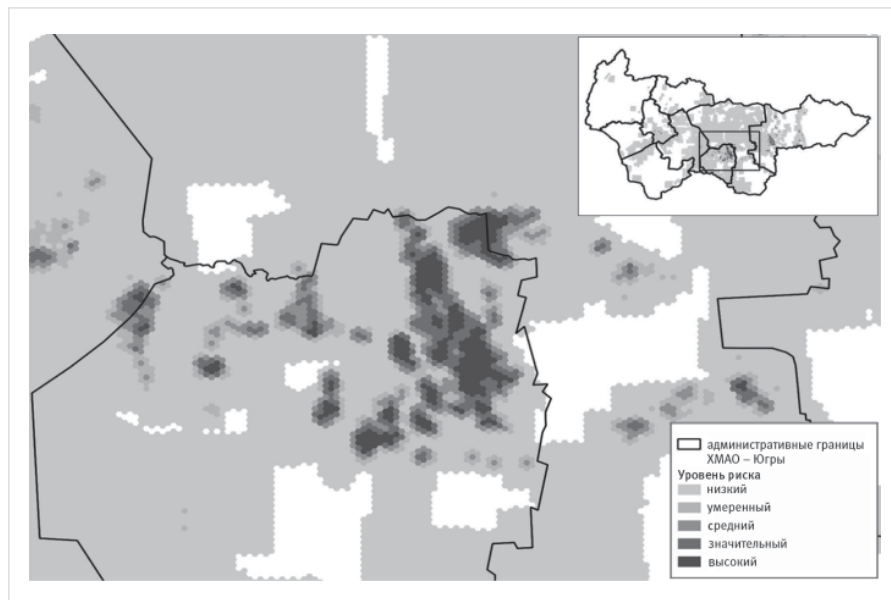 административные границы
ХМАО – Югры
Уровень риска
низкий
умеренный
средний
значительный
высокий